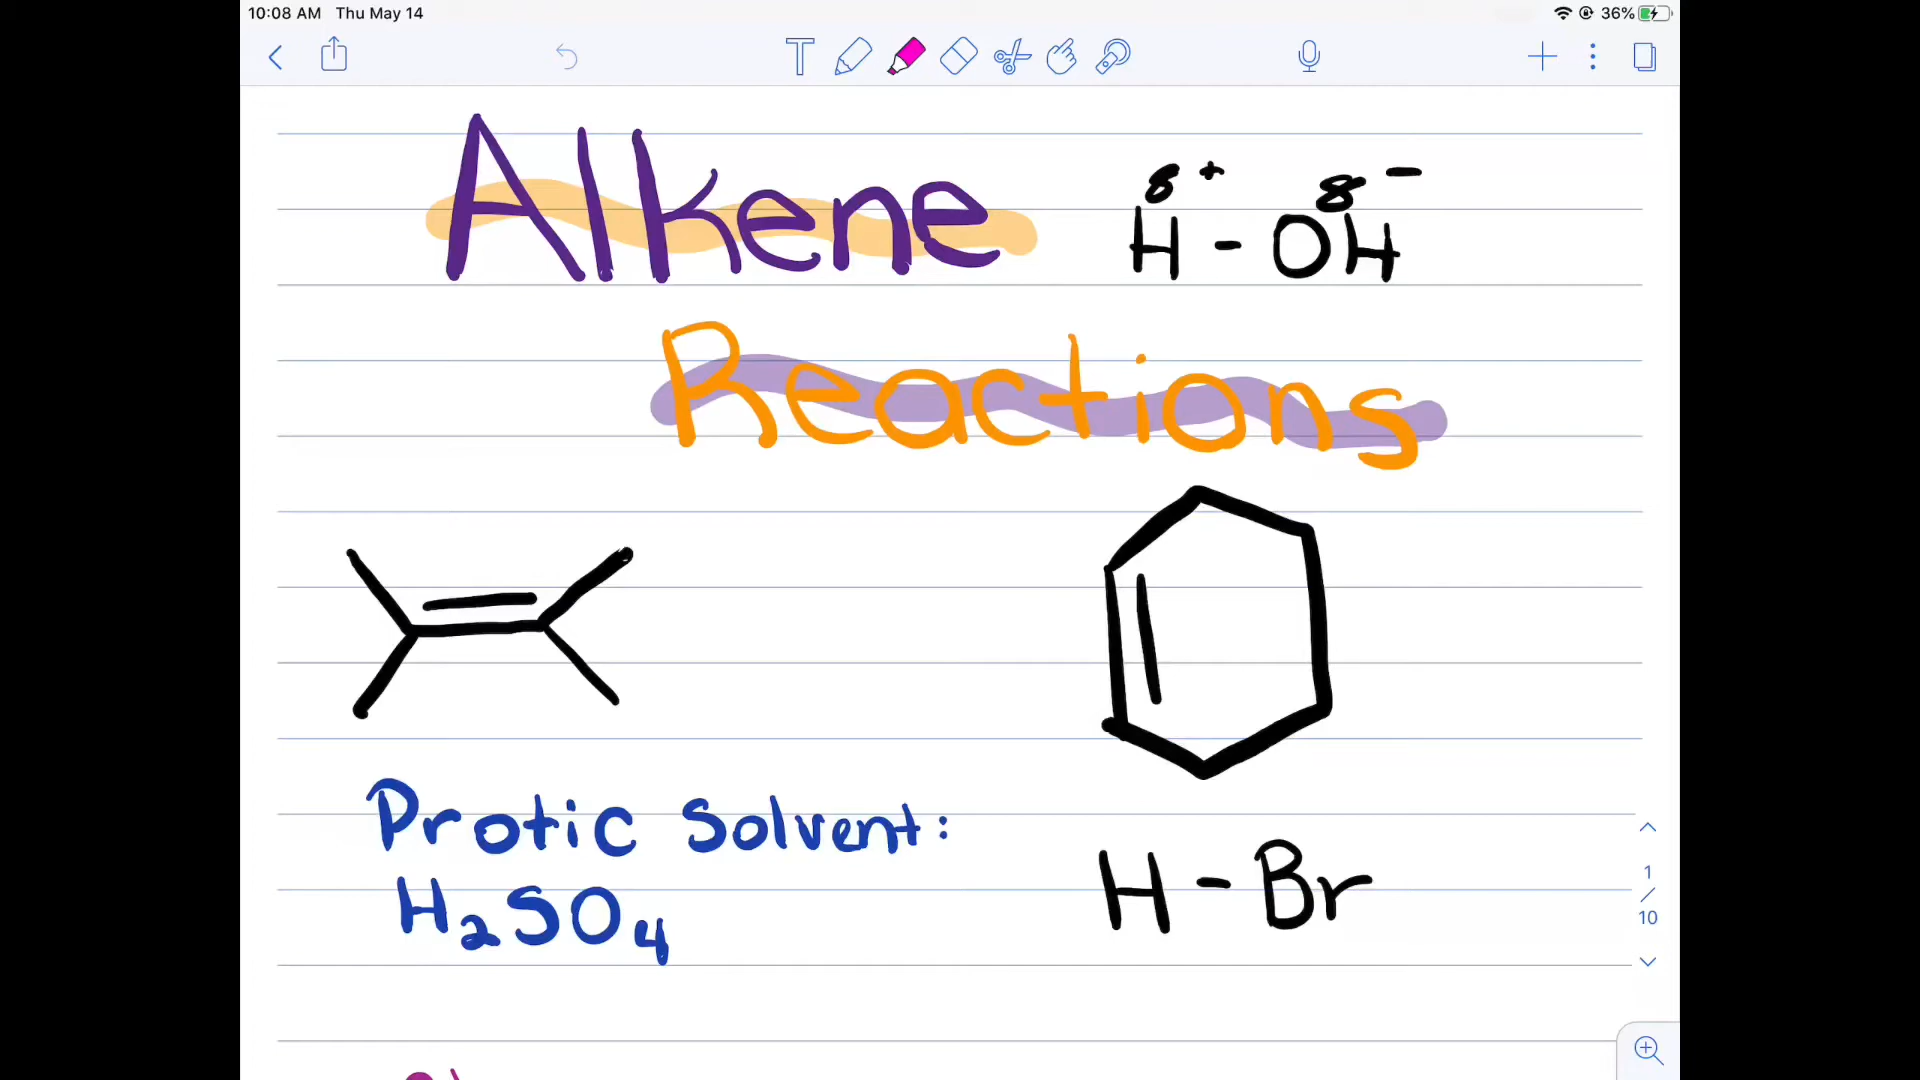 10:08 AM Thu May 14
36%
T
Alkene
δ+ δ-
H - OH
Reactions
Protic Solvent:
H₂SO₄
H - Br
1
/
10